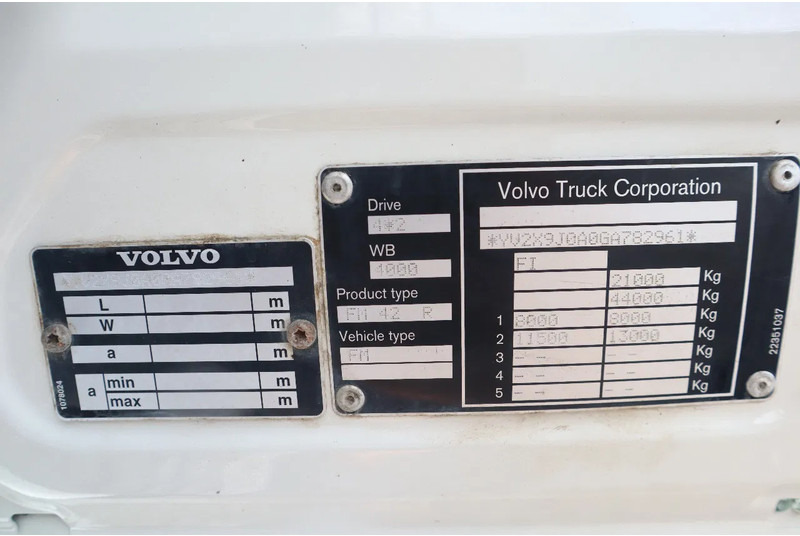 VOLVO
L m
W m
a m
a min m
max m
1078024
Drive
4*2
WB
4000
Product type
FM 42 R
Vehicle type
FM
Volvo Truck Corporation
*YV2X9J0A0GA782961*
FI
21000 Kg
44000 Kg
1 8000 8000 Kg
2 11500 13000 Kg
3 -- -- Kg
4 -- -- Kg
5 -- -- Kg
22351037